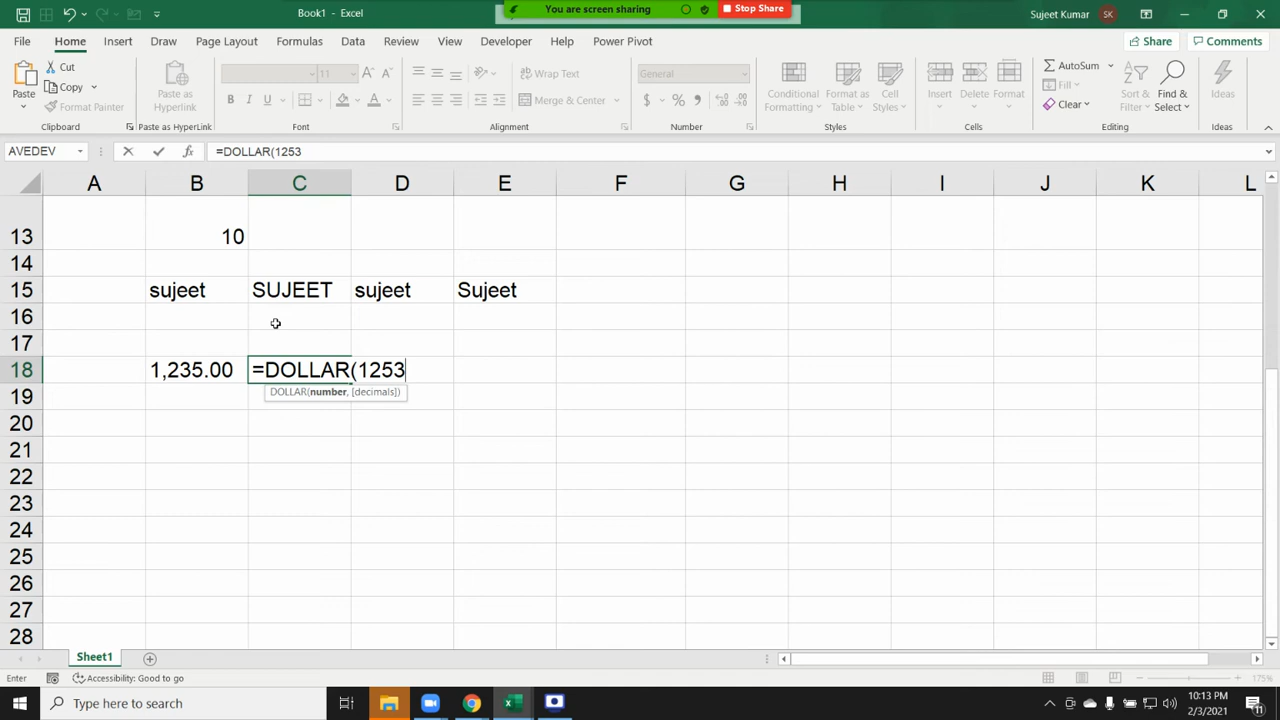 Book1 - Excel
You are screen sharing
Stop Share
Sujeet Kumar
SK
File Home Insert Draw Page Layout Formulas Data Review View Developer Help Power Pivot
Share
Comments
Paste
Cut
Copy
Format Painter
Clipboard
Paste as Hyperlink
Paste as HyperLink
11
B I U
Font
Wrap Text
Merge & Center
Alignment
General
$ % ,
Number
Conditional Formatting
Format as Table
Cell Styles
Styles
Insert
Delete
Format
Cells
AutoSum
Fill
Clear
Sort & Filter
Find & Select
Editing
Ideas
Ideas
AVEDEV
fx
=DOLLAR(1253
A B C D E F G H I J K L
13 10
14
15 sujeet SUJEET sujeet Sujeet
16
17
18 1,235.00 =DOLLAR(1253
DOLLAR(number, [decimals])
19
20
21
22
23
24
25
26
27
28
Sheet1
Enter
Accessibility: Good to go
175%
Type here to search
10:13 PM
2/3/2021
11